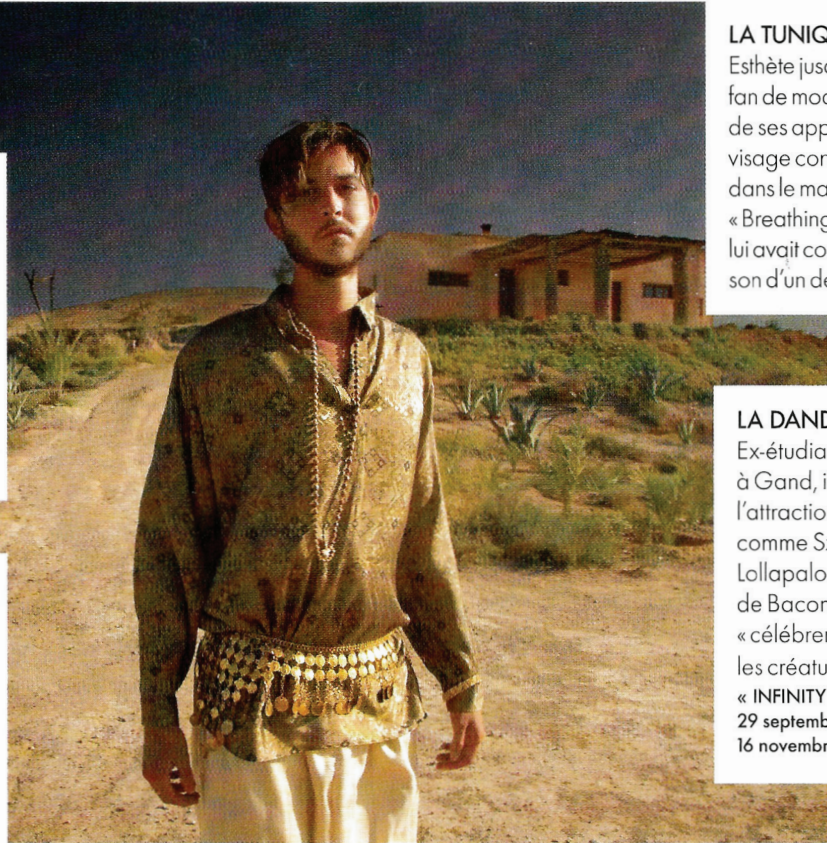 LA TUNIQ
Esthète jus
fan de mod
de ses app
visage con
dans le ma
« Breathing
lui avait co
son d'un de
LA DAND
Ex-étudia
à Gand, i
l'attractio
comme S
Lollapalo
de Bacon
« célébrer
les créatu
« INFINITY
29 septemb
16 novembr